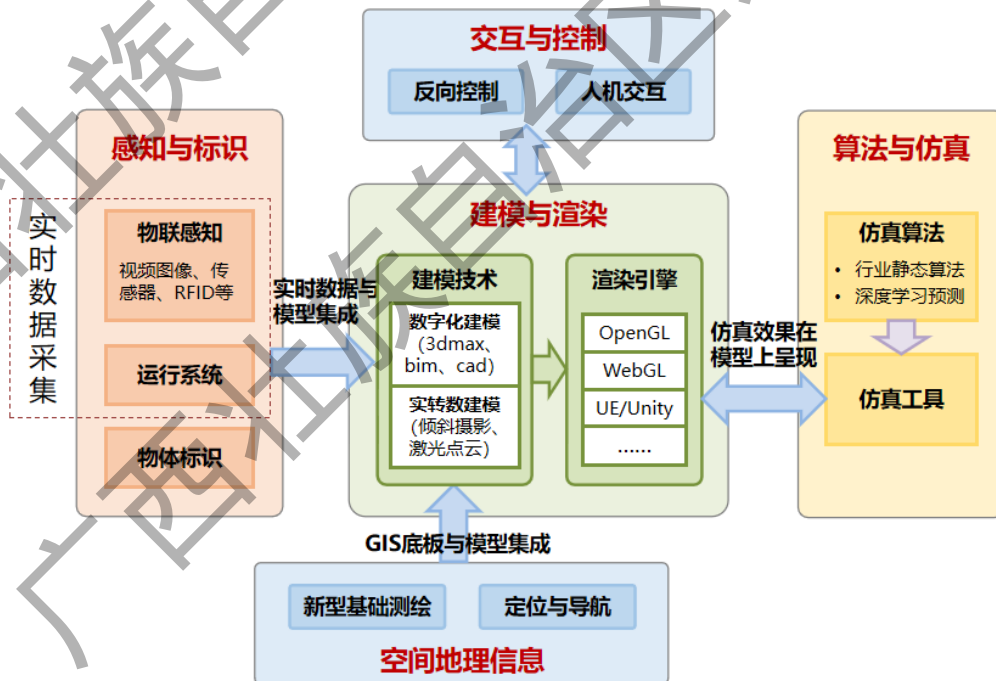 交互与控制
反向控制
人机交互
感知与标识
实时数据采集
物联感知
视频图像、传
感器、RFID等
运行系统
物体标识
实时数据与
模型集成
建模与渲染
建模技术
数字化建模
（3dmax、
bim、cad）
实转数建模
(倾斜摄影、
激光点云)
渲染引擎
OpenGL
WebGL
UE/Unity
……
仿真效果在
模型上呈现
算法与仿真
仿真算法
• 行业静态算法
• 深度学习预测
仿真工具
GIS底板与模型集成
新型基础测绘
定位与导航
空间地理信息
广西壮族自治区